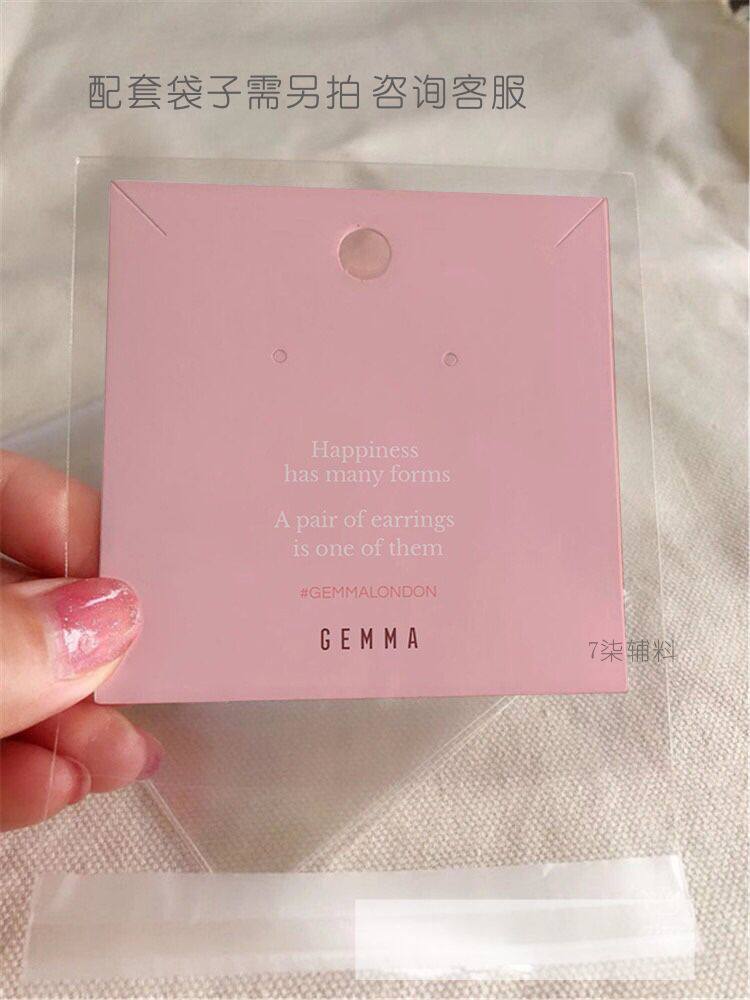 配套袋子需另拍 咨询客服
Happiness
has many forms
A pair of earrings
is one of them
#GEMMALONDON
GEMMA
7柒辅料